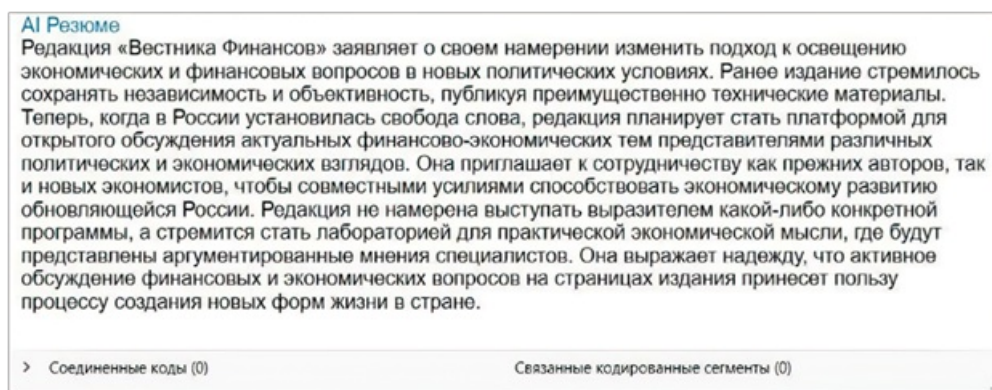 AI Резюме
Редакция «Вестника Финансов» заявляет о своем намерении изменить подход к освещению
экономических и финансовых вопросов в новых политических условиях. Ранее издание стремилось
сохранять независимость и объективность, публикуя преимущественно технические материалы.
Теперь, когда в России установилась свобода слова, редакция планирует стать платформой для
открытого обсуждения актуальных финансово-экономических тем представителями различных
политических и экономических взглядов. Она приглашает к сотрудничеству как прежних авторов, так
и новых экономистов, чтобы совместными усилиями способствовать экономическому развитию
обновляющейся России. Редакция не намерена выступать выразителем какой-либо конкретной
программы, а стремится стать лабораторией для практической экономической мысли, где будут
представлены аргументированные мнения специалистов. Она выражает надежду, что активное
обсуждение финансовых и экономических вопросов на страницах издания принесет пользу
процессу создания новых форм жизни в стране.
> Соединенные коды (0) Связанные кодированные сегменты (0)